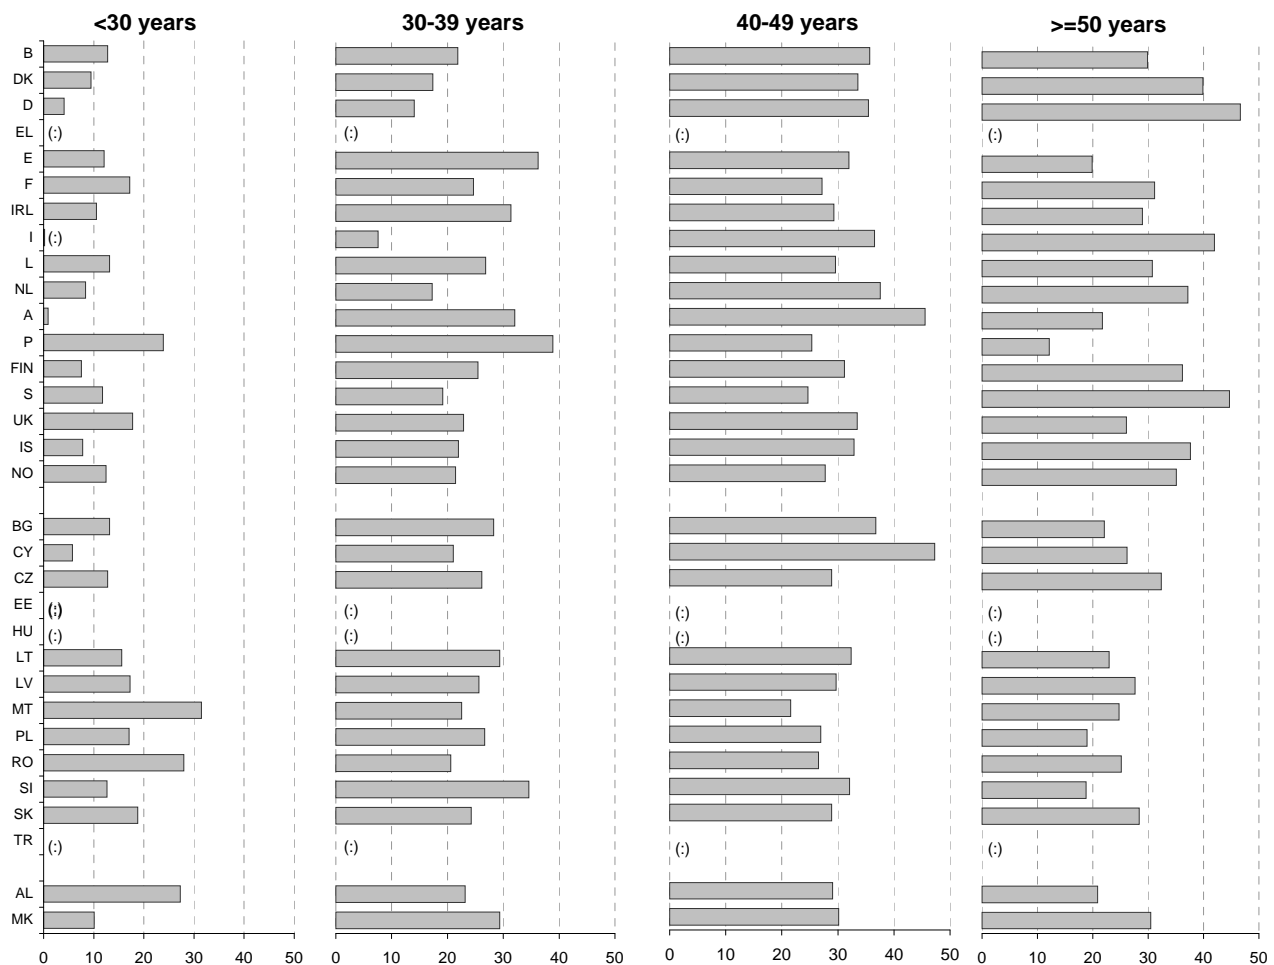 <30 years 30-39 years 40-49 years >=50 years
B
DK
D
EL (:) (:) (:) (:)
E
F
IRL
I (:)
L
NL
A
P
FIN
S
UK
IS
NO
BG
CY
CZ
EE (:) (:) (:) (:)
HU (:) (:) (:) (:)
LT
LV
MT
PL
RO
SI
SK
TR (:) (:) (:) (:)
AL
MK
0 10 20 30 40 50 0 10 20 30 40 50 0 10 20 30 40 50 0 10 20 30 40 50